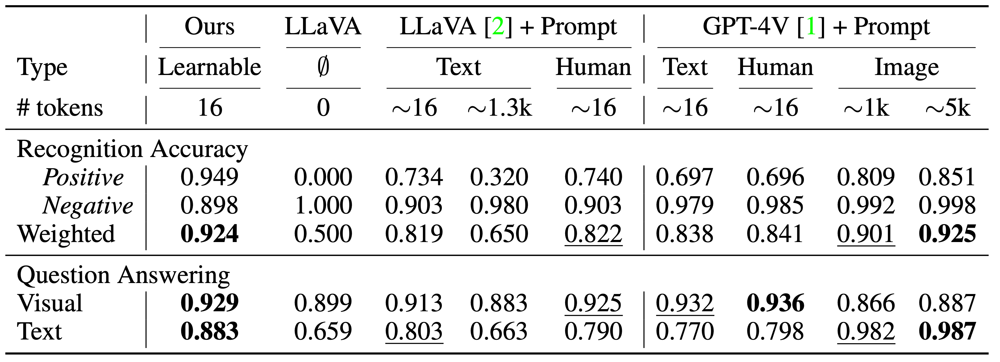 Ours LLaVA LLaVA [2] + Prompt GPT-4V [1] + Prompt
Type Learnable ∅ Text Human Text Human Image
# tokens 16 0 ~16 ~1.3k ~16 ~16 ~16 ~1k ~5k
Recognition Accuracy
Positive 0.949 0.000 0.734 0.320 0.740 0.697 0.696 0.809 0.851
Negative 0.898 1.000 0.903 0.980 0.903 0.979 0.985 0.992 0.998
Weighted 0.924 0.500 0.819 0.650 0.822 0.838 0.841 0.901 0.925
Question Answering
Visual 0.929 0.899 0.913 0.883 0.925 0.932 0.936 0.866 0.887
Text 0.883 0.659 0.803 0.663 0.790 0.770 0.798 0.982 0.987